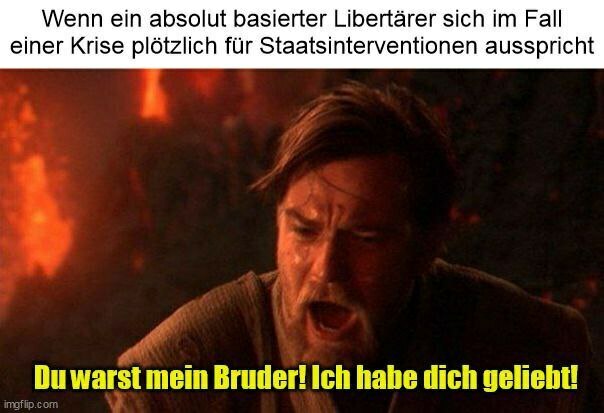 Wenn ein absolut basierter Libertärer sich im Fall
einer Krise plötzlich für Staatsinterventionen ausspricht
Du warst mein Bruder! Ich habe dich geliebt!
imgflip.com